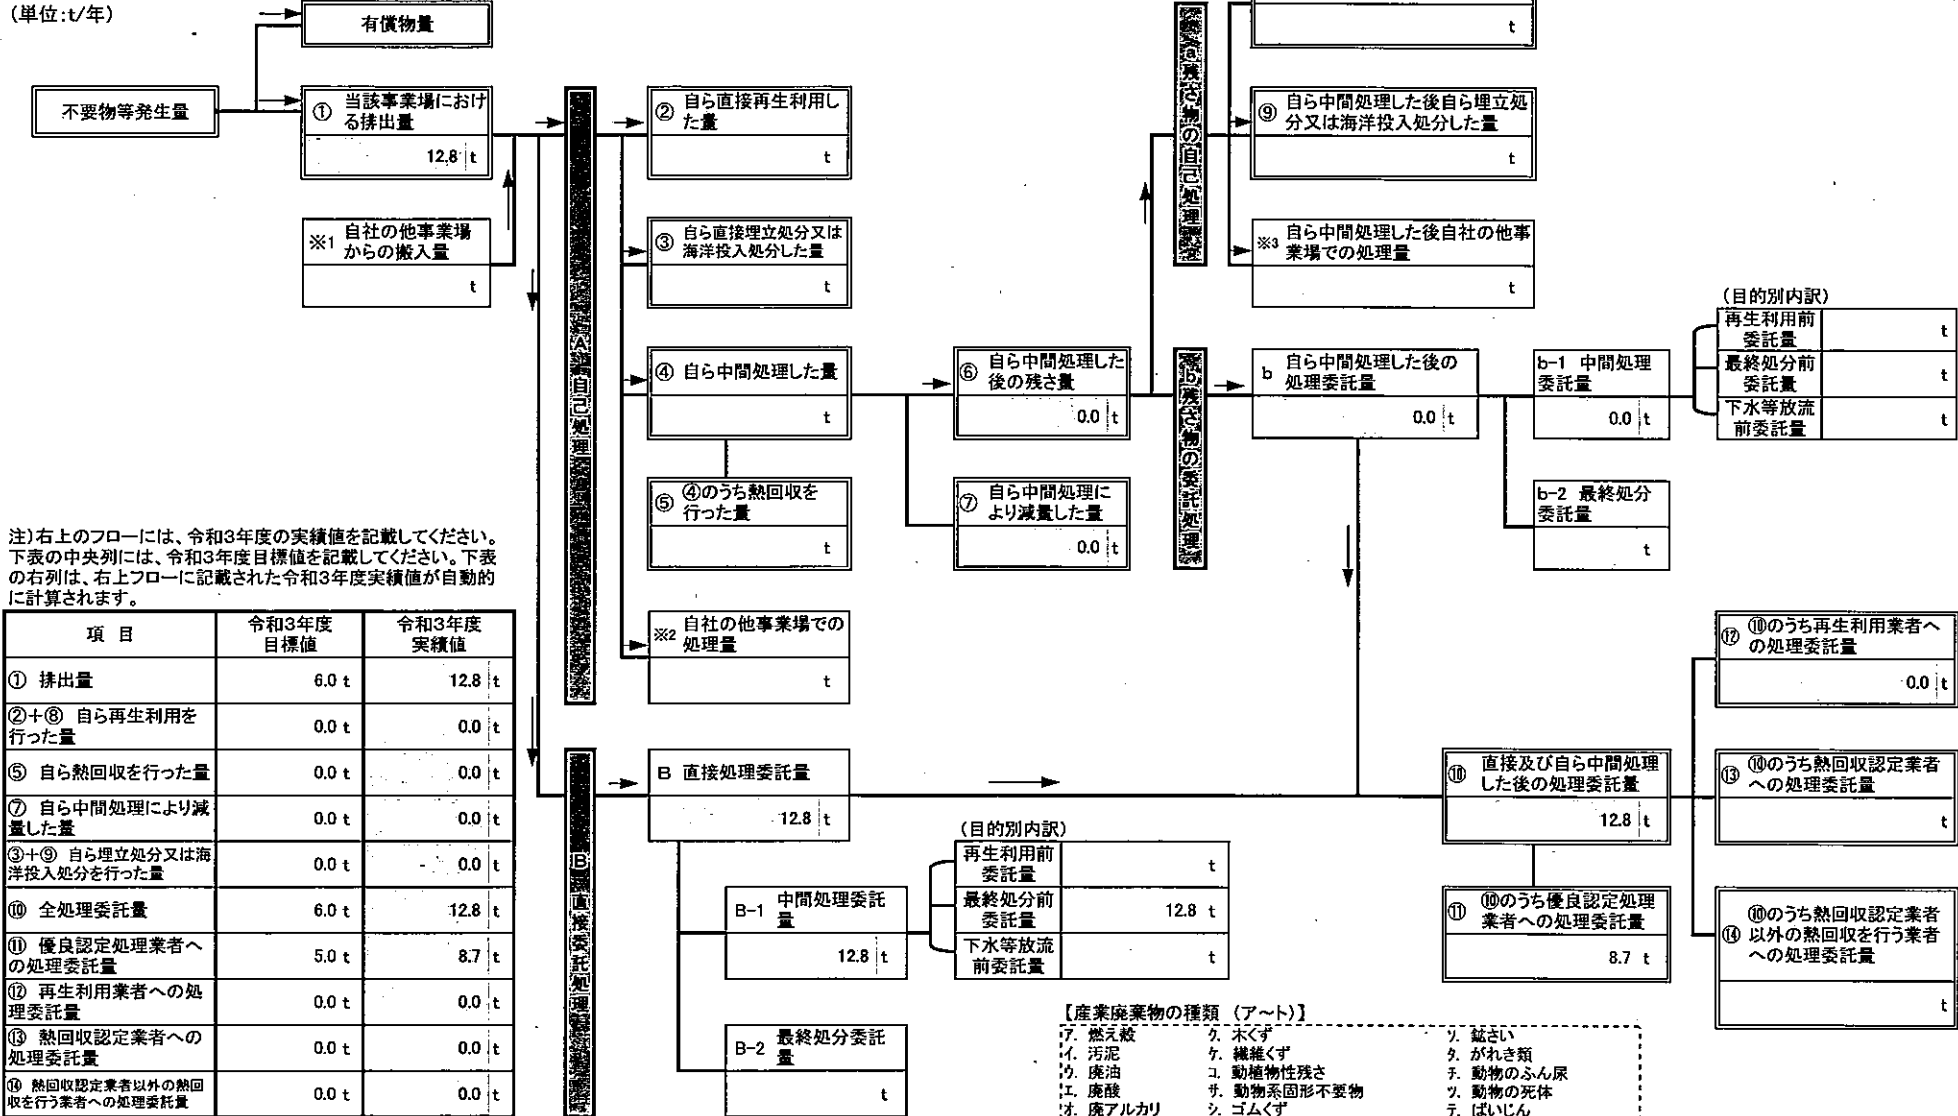 (単位:t/年)
有償物量
不要物等発生量
① 当該事業場におけ
る排出量
12.8 t
※1 自社の他事業場
からの搬入量
t
A
自
己
処
理
② 自ら直接再生利用し
た量
t
③ 自ら直接埋立処分又は
海洋投入処分した量
t
④ 自ら中間処理した量
t
⑤ ④のうち熱回収を
行った量
t
※2 自社の他事業場での
処理量
t
⑥ 自ら中間処理した
後の残さ量
0.0 t
⑦ 自ら中間処理に
より減量した量
0.0 t
a残さ物の自己処理
t
⑨ 自ら中間処理した後自ら埋立処
分又は海洋投入処分した量
t
※3 自ら中間処理した後自社の他事
業場での処理量
t
b残さ物の委託処理
b 自ら中間処理した後の
処理委託量
0.0 t
b-1 中間処理
委託量
0.0 t
b-2 最終処分
委託量
t
(目的別内訳)
再生利用前
委託量 t
最終処分前
委託量 t
下水等放流
前委託量 t
注)右上のフローには、令和3年度の実績値を記載してください。
下表の中央列には、令和3年度目標値を記載してください。下表
の右列は、右上フローに記載された令和3年度実績値が自動的
に計算されます。
項 目 令和3年度 令和3年度
目標値 実績値
① 排出量 6.0 t 12.8 t
②+⑧ 自ら再生利用を
行った量 0.0 t 0.0 t
⑤ 自ら熱回収を行った量 0.0 t 0.0 t
⑦ 自ら中間処理により減
量した量 0.0 t 0.0 t
③+⑨ 自ら埋立処分又は海
洋投入処分を行った量 0.0 t 0.0 t
⑩ 全処理委託量 6.0 t 12.8 t
⑪ 優良認定処理業者へ
の処理委託量 5.0 t 8.7 t
⑫ 再生利用業者への処
理委託量 0.0 t 0.0 t
⑬ 熱回収認定業者への
処理委託量 0.0 t 0.0 t
⑭ 熱回収認定業者以外の熱回
収を行う業者への処理委託量 0.0 t 0.0 t
B直接委託処理
B 直接処理委託量
12.8 t
B-1 中間処理委託
量
12.8 t
B-2 最終処分委託
量
t
(目的別内訳)
再生利用前
委託量 t
最終処分前
委託量 12.8 t
下水等放流
前委託量 t
⑩ 直接及び自ら中間処理
した後の処理委託量
12.8 t
⑪ ⑩のうち優良認定処理
業者への処理委託量
8.7 t
⑫ ⑩のうち再生利用業者へ
の処理委託量
0.0 t
⑬ ⑩のうち熱回収認定業者
への処理委託量
t
⑭ ⑩のうち熱回収認定業者
以外の熱回収を行う業者
への処理委託量
t
【産業廃棄物の種類 (ア～ト)】
ア. 燃え殻 ク. 木くず ソ. 鉱さい
イ. 汚泥 ケ. 繊維くず タ. がれき類
ウ. 廃油 コ. 動植物性残さ チ. 動物のふん尿
エ. 廃酸 サ. 動物系固形不要物 ツ. 動物の死体
オ. 廃アルカリ シ. ゴムくず テ. ばいじん